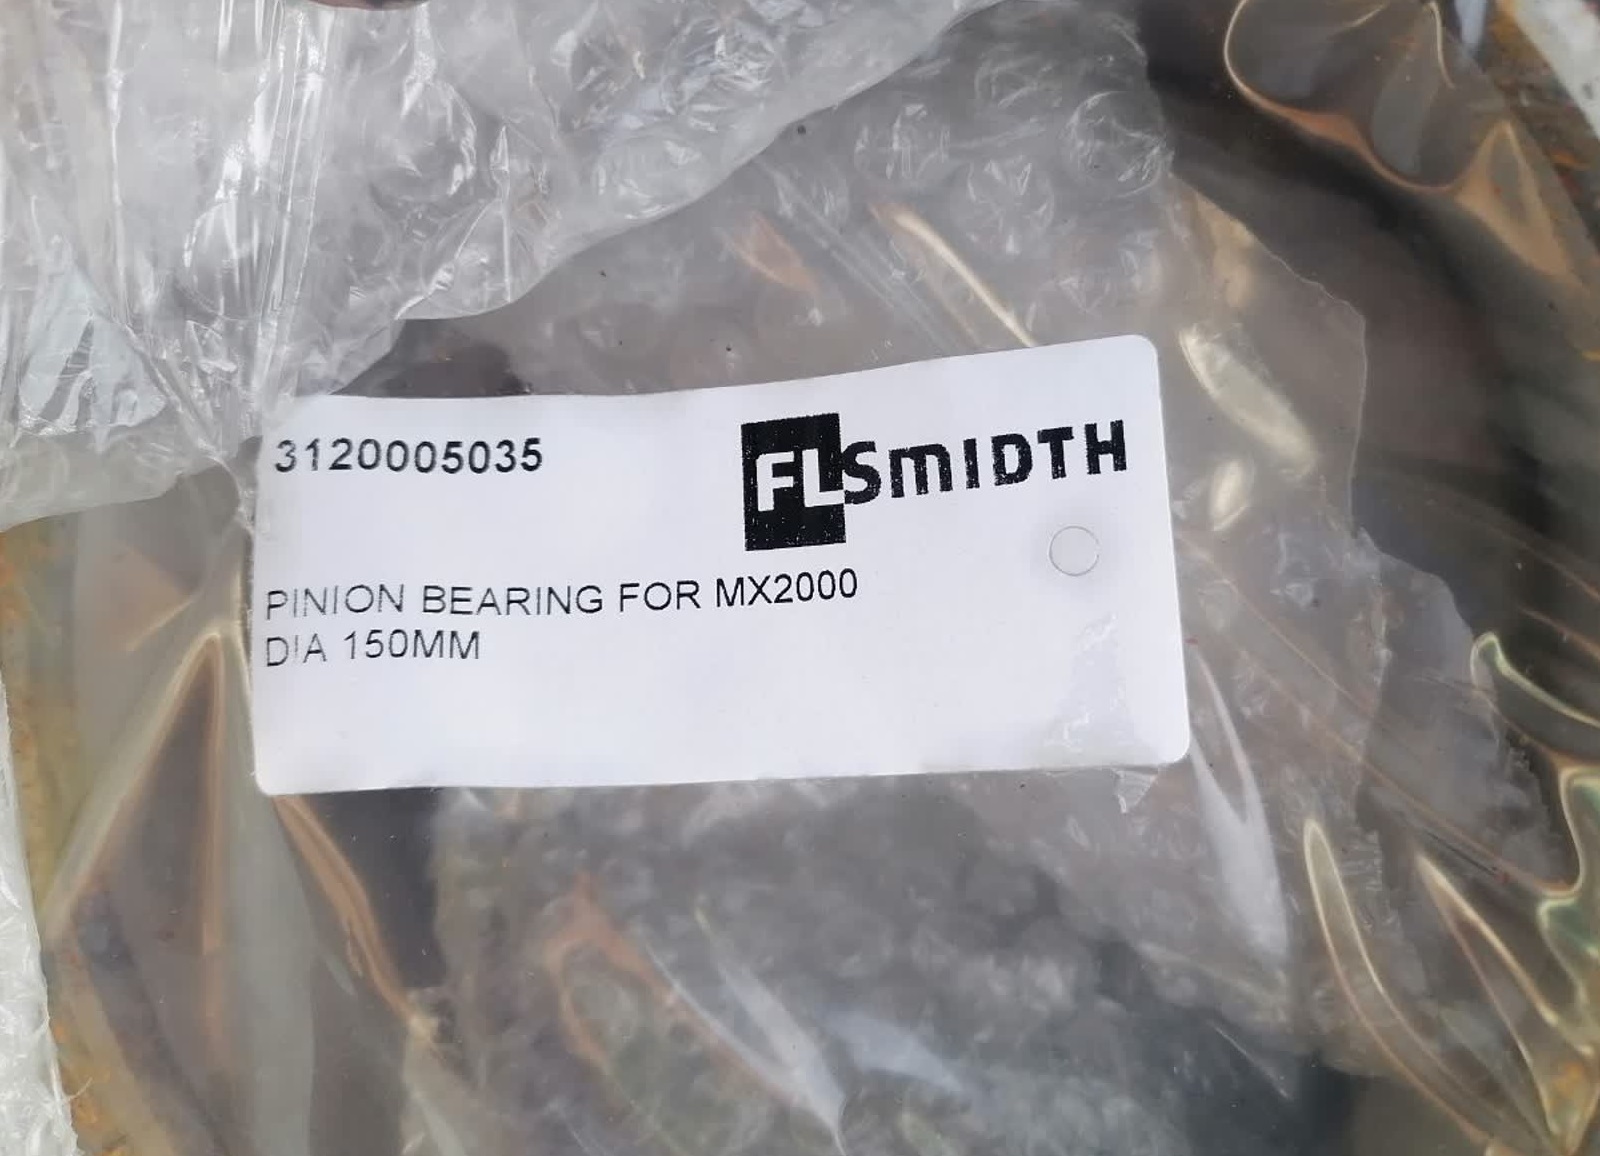 3120005035
FLSMIDTH
PINION BEARING FOR MX2000
DIA 150MM